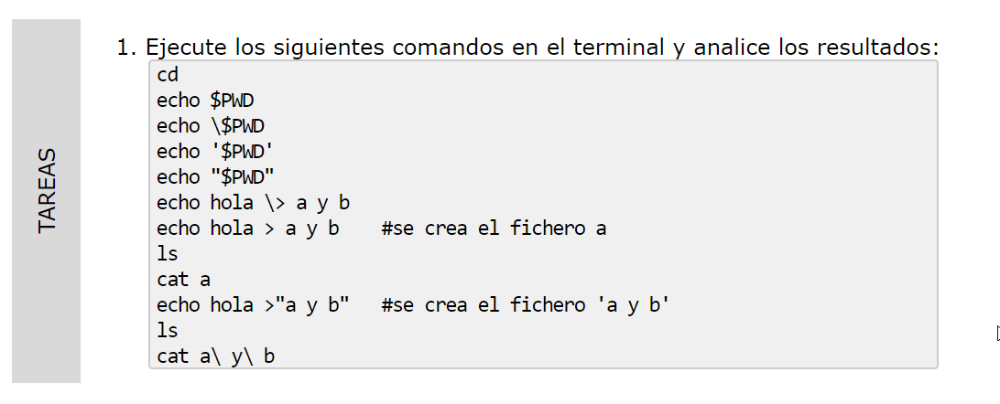 TAREAS
1. Ejecute los siguientes comandos en el terminal y analice los resultados:
cd
echo $PWD
echo \$PWD
echo '$PWD'
echo "$PWD"
echo hola \> a y b
echo hola > a y b    #se crea el fichero a
ls
cat a
echo hola >"a y b"   #se crea el fichero 'a y b'
ls
cat a\ y\ b